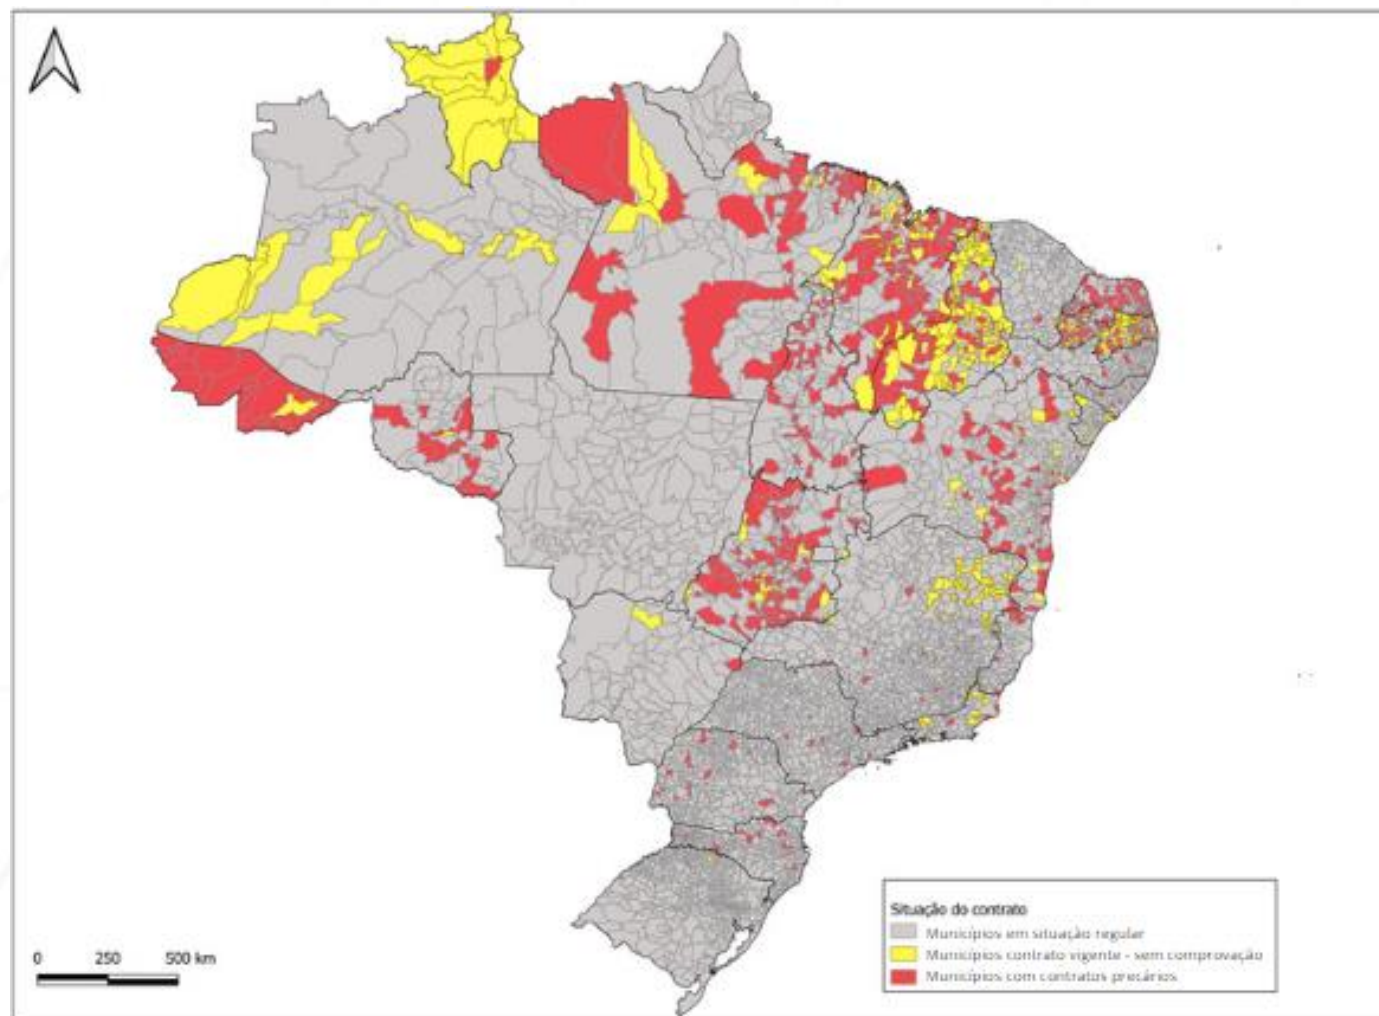 Situação do contrato
Municípios em situação regular
Municípios contrato vigente - sem comprovação
Municípios com contratos precários
0 250 500 km